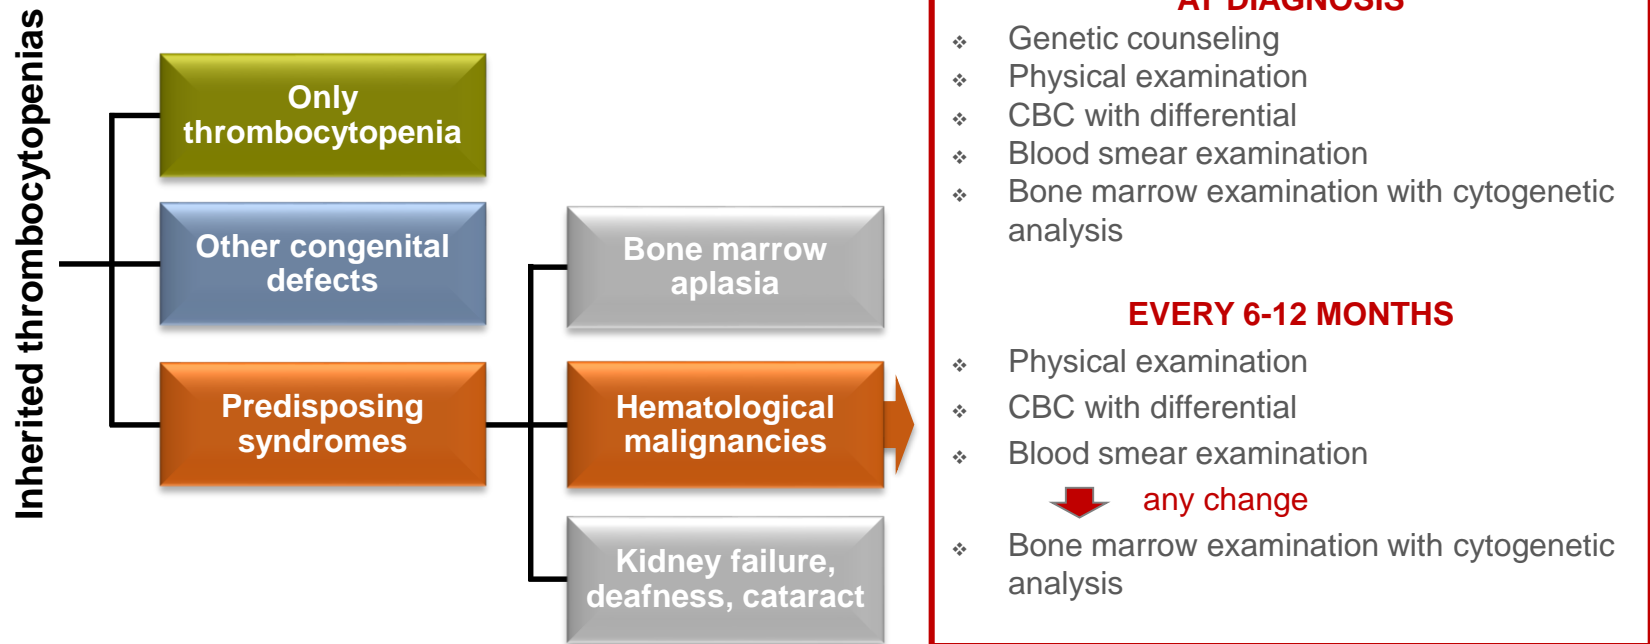 Inherited thrombocytopenias
Only
thrombocytopenia
Other congenital
defects
Predisposing
syndromes
Bone marrow
aplasia
Hematological
malignancies
Kidney failure,
deafness, cataract
AT DIAGNOSIS
❖ Genetic counseling
❖ Physical examination
❖ CBC with differential
❖ Blood smear examination
❖ Bone marrow examination with cytogenetic
analysis
EVERY 6-12 MONTHS
❖ Physical examination
❖ CBC with differential
❖ Blood smear examination
any change
❖ Bone marrow examination with cytogenetic
analysis